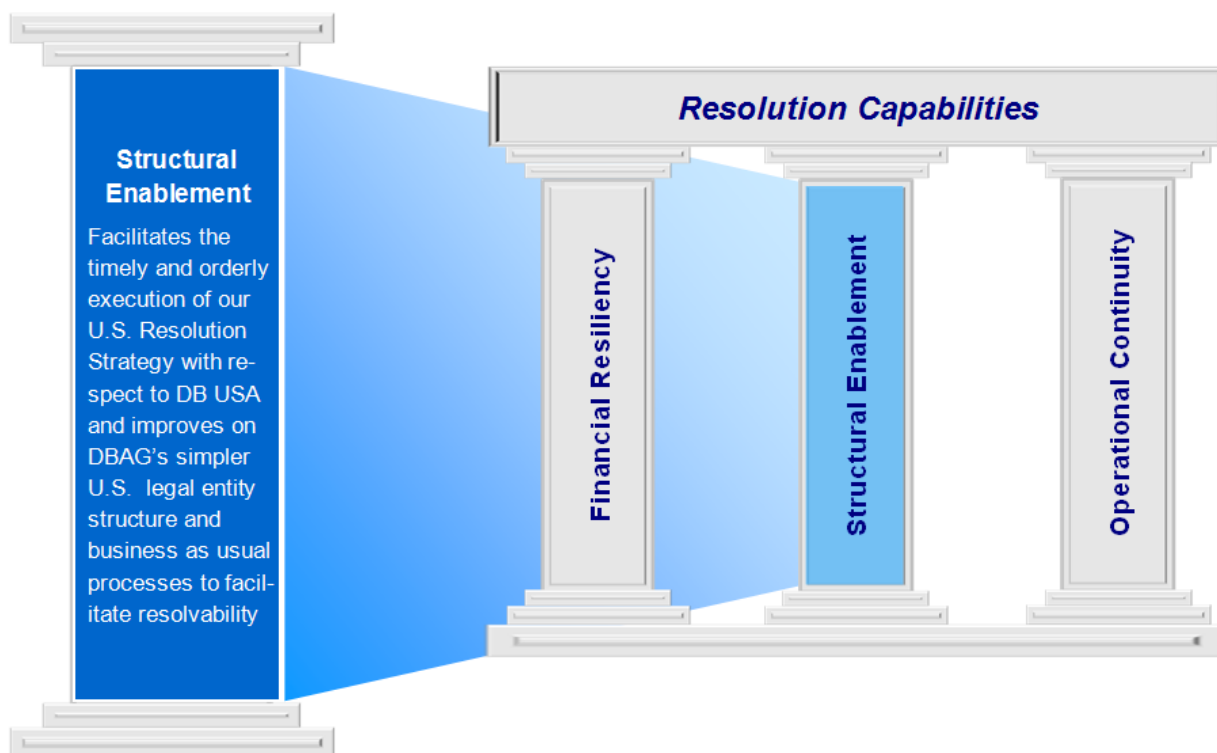 Structural
Enablement
Facilitates the
timely and orderly
execution of our
U.S. Resolution
Strategy with re-
spect to DB USA
and improves on
DBAG's simpler
U.S.  legal entity
structure and
business as usual
processes to facil-
itate resolvability
Resolution Capabilities
Financial Resiliency
Structural Enablement
Operational Continuity